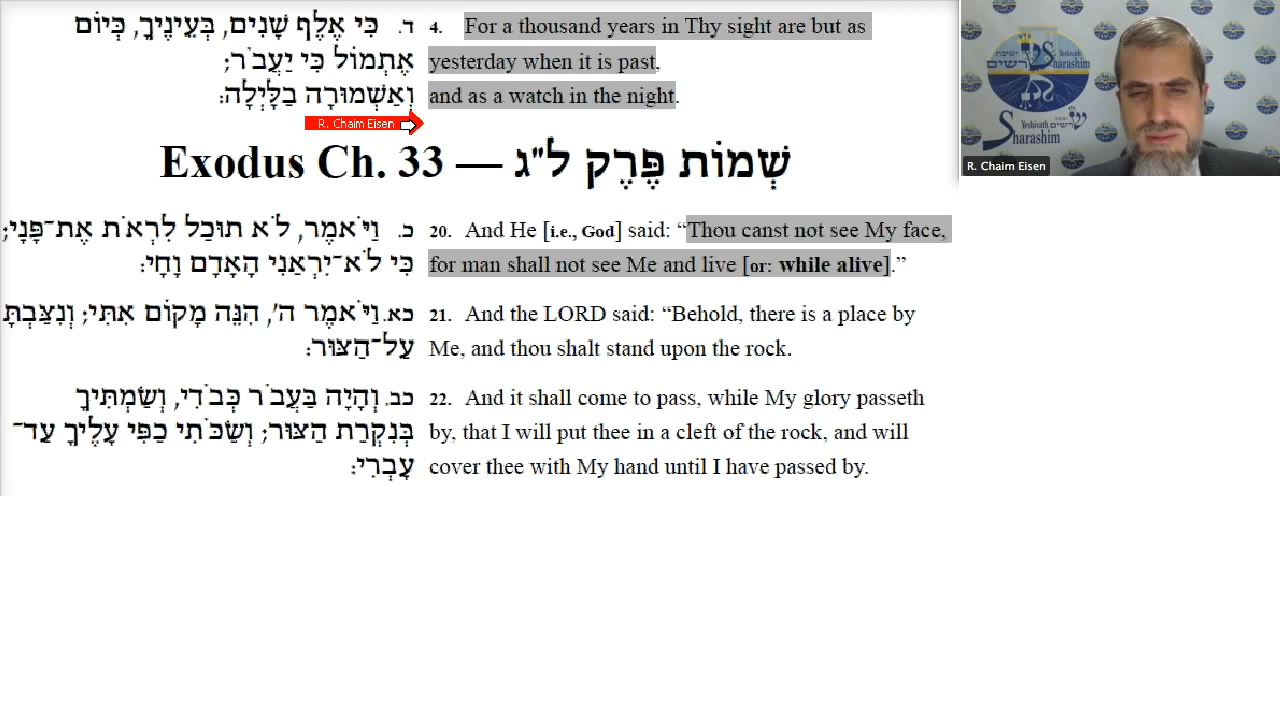 ד. כִּי אֶלֶף שָׁנִים, בְּעֵינֶיךָ, כְּיוֹם
אֶתְמוֹל כִּי יַעֲבֹר;
וְאַשְׁמוּרָה בַלָּיְלָה:
4. For a thousand years in Thy sight are but as
yesterday when it is past,
and as a watch in the night.
R. Chaim Eisen
Exodus Ch. 33 — שְׁמוֹת פֶּרֶק ל"ג
כ. וַיֹּאמֶר, לֹא תוּכַל לִרְאֹת אֶת־פָּנָי;
כִּי לֹא־יִרְאַנִי הָאָדָם וָחָי:
20. And He [i.e., God] said: “Thou canst not see My face,
for man shall not see Me and live [or: while alive].”
כא. וַיֹּאמֶר ה', הִנֵּה מָקוֹם אִתִּי; וְנִצַּבְתָּ
עַל־הַצּוּר:
21. And the LORD said: “Behold, there is a place by
Me, and thou shalt stand upon the rock.
כב. וְהָיָה בַּעֲבֹר כְּבֹדִי, וְשַׂמְתִּיךָ
בְּנִקְרַת הַצּוּר; וְשַׂכֹּתִי כַפִּי עָלֶיךָ עַד־
עָבְרִי:
22. And it shall come to pass, while My glory passeth
by, that I will put thee in a cleft of the rock, and will
cover thee with My hand until I have passed by.
ישיבת
שרשים
Yeshivath
Sharashim
Yeshivath שרשים
Sharashim
R. Chaim Eisen